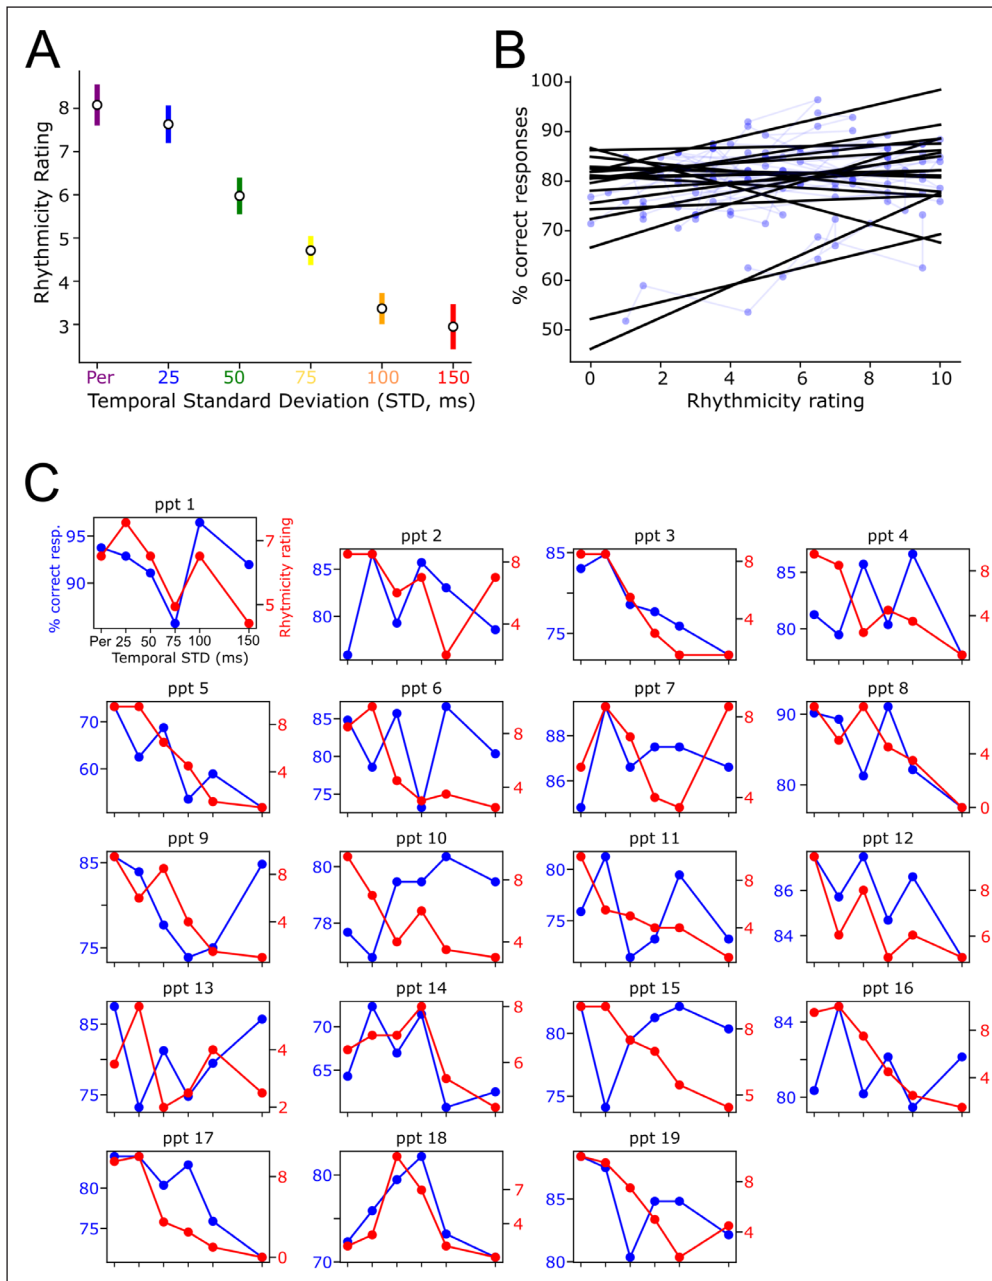 A
B
Rhythmicity Rating
8
7
6
5
4
3
Per 25 50 75 100 150
Temporal Standard Deviation (STD, ms)
% correct responses
100
90
80
70
60
50
0 2 4 6 8 10
Rhythmicity rating
C
ppt 1
% correct resp.
95
90
7
5
Rhytmicity rating
Per 25 50 75 100 150
Temporal STD (ms)
ppt 2
85
80
8
4
ppt 3
85
75
8
4
ppt 4
85
80
8
4
ppt 5
70
60
8
4
ppt 6
85
80
75
8
4
ppt 7
88
86
8
4
ppt 8
90
80
4
0
ppt 9
85
75
8
4
ppt 10
80
78
8
4
ppt 11
80
75
8
4
ppt 12
86
84
8
6
ppt 13
85
75
4
2
ppt 14
70
65
8
6
ppt 15
80
75
8
5
ppt 16
84
80
8
4
ppt 17
80
75
8
0
ppt 18
80
70
7
4
ppt 19
85
80
8
4